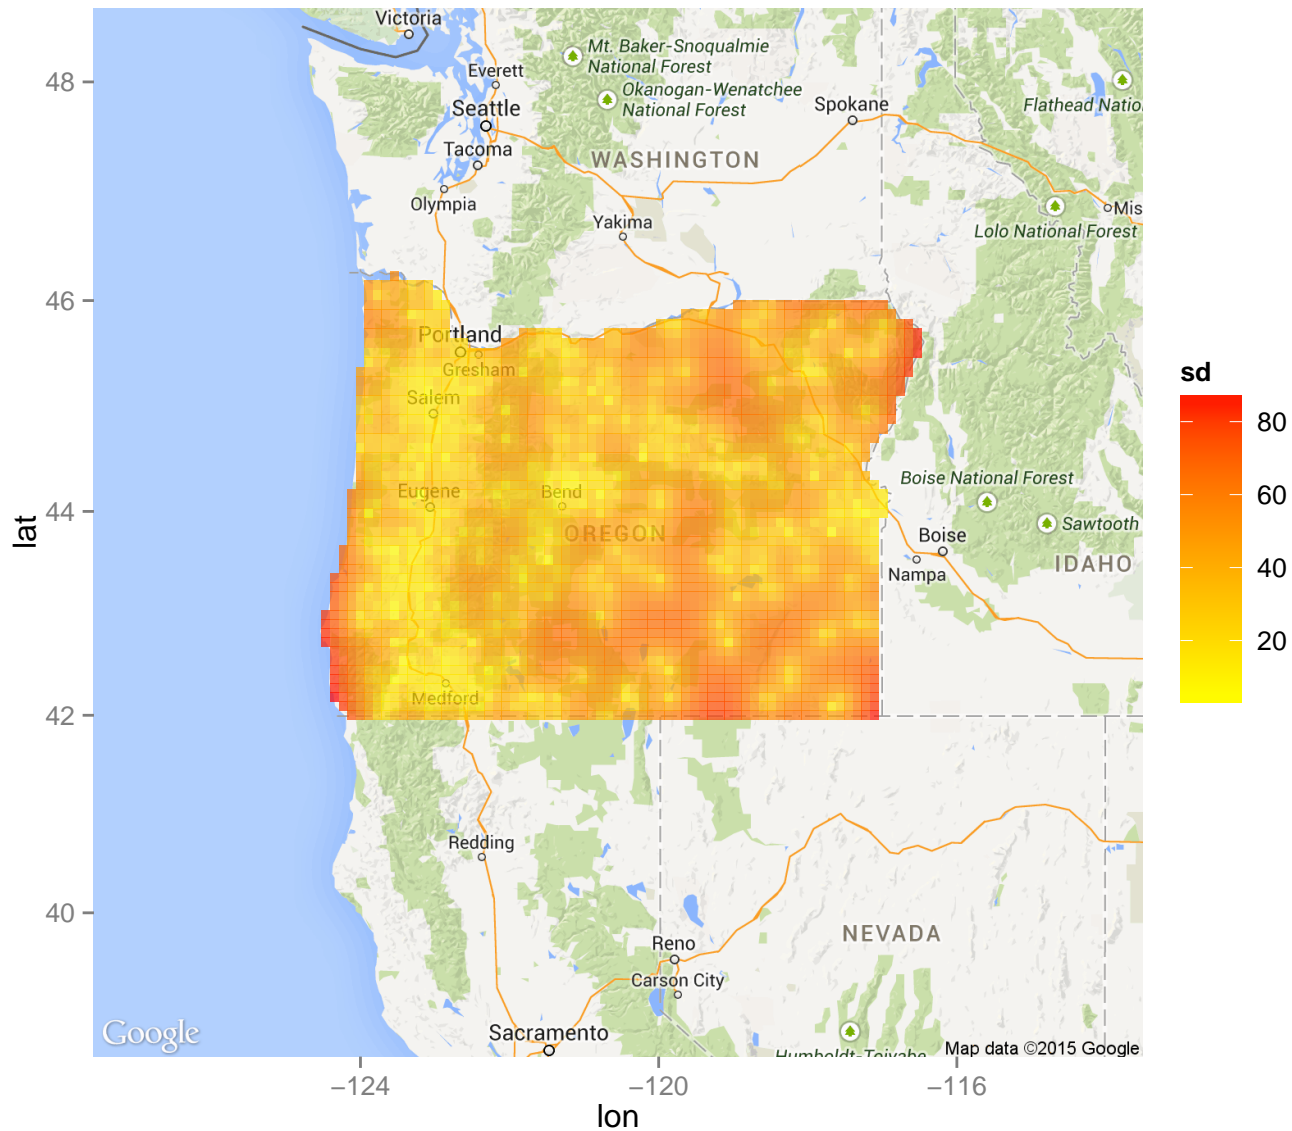 Victoria
Mt. Baker-Snoqualmie
National Forest
Everett
Okanogan-Wenatchee
National Forest
Seattle
Spokane
Flathead Natio
Tacoma
WASHINGTON
Olympia
Yakima
Mis
Lolo National Forest
Portland
Gresham
Salem
Eugene
Bend
OREGON
Boise National Forest
Sawtooth
Boise
Nampa
IDAHO
Medford
Redding
NEVADA
Reno
Carson City
Sacramento
Humboldt-Toiyabe
Google
Map data ©2015 Google
48
46
44
42
40
lat
−124
−120
−116
lon
sd
80
60
40
20